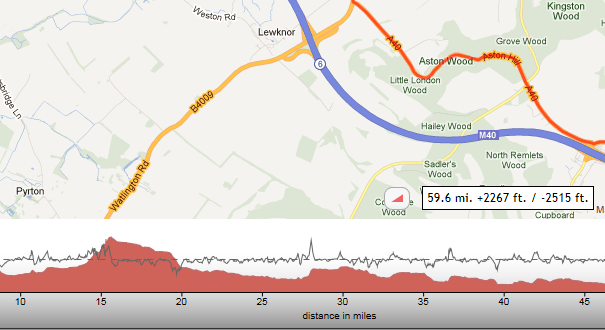 Kingston
Wood
Weston Rd
Lewknor
Grove Wood
A40
Aston Wood
Aston Hill
6
Little London
Wood
A40
B4009
Hailey Wood
M40
Sadler's
Wood
North Remlets
Wood
Watlington Rd
Pyrton
59.6 mi. +2267 ft. / -2515 ft.
Wood
Cupboard
10 15 20 25 30 35 40 45
distance in miles